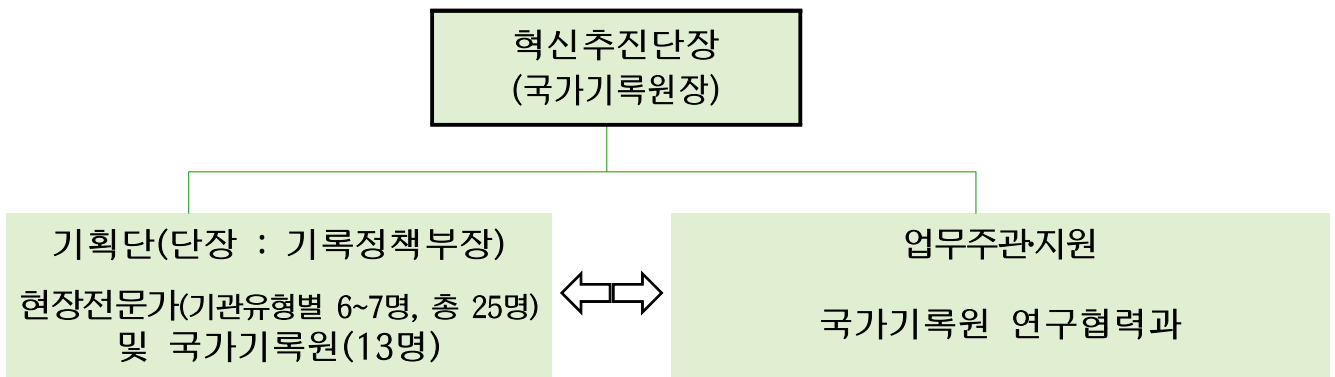 혁신추진단장
(국가기록원장)
기획단(단장 : 기록정책부장)
현장전문가(기관유형별 6~7명, 총 25명)
및 국가기록원(13명)
업무주관·지원
국가기록원 연구협력과